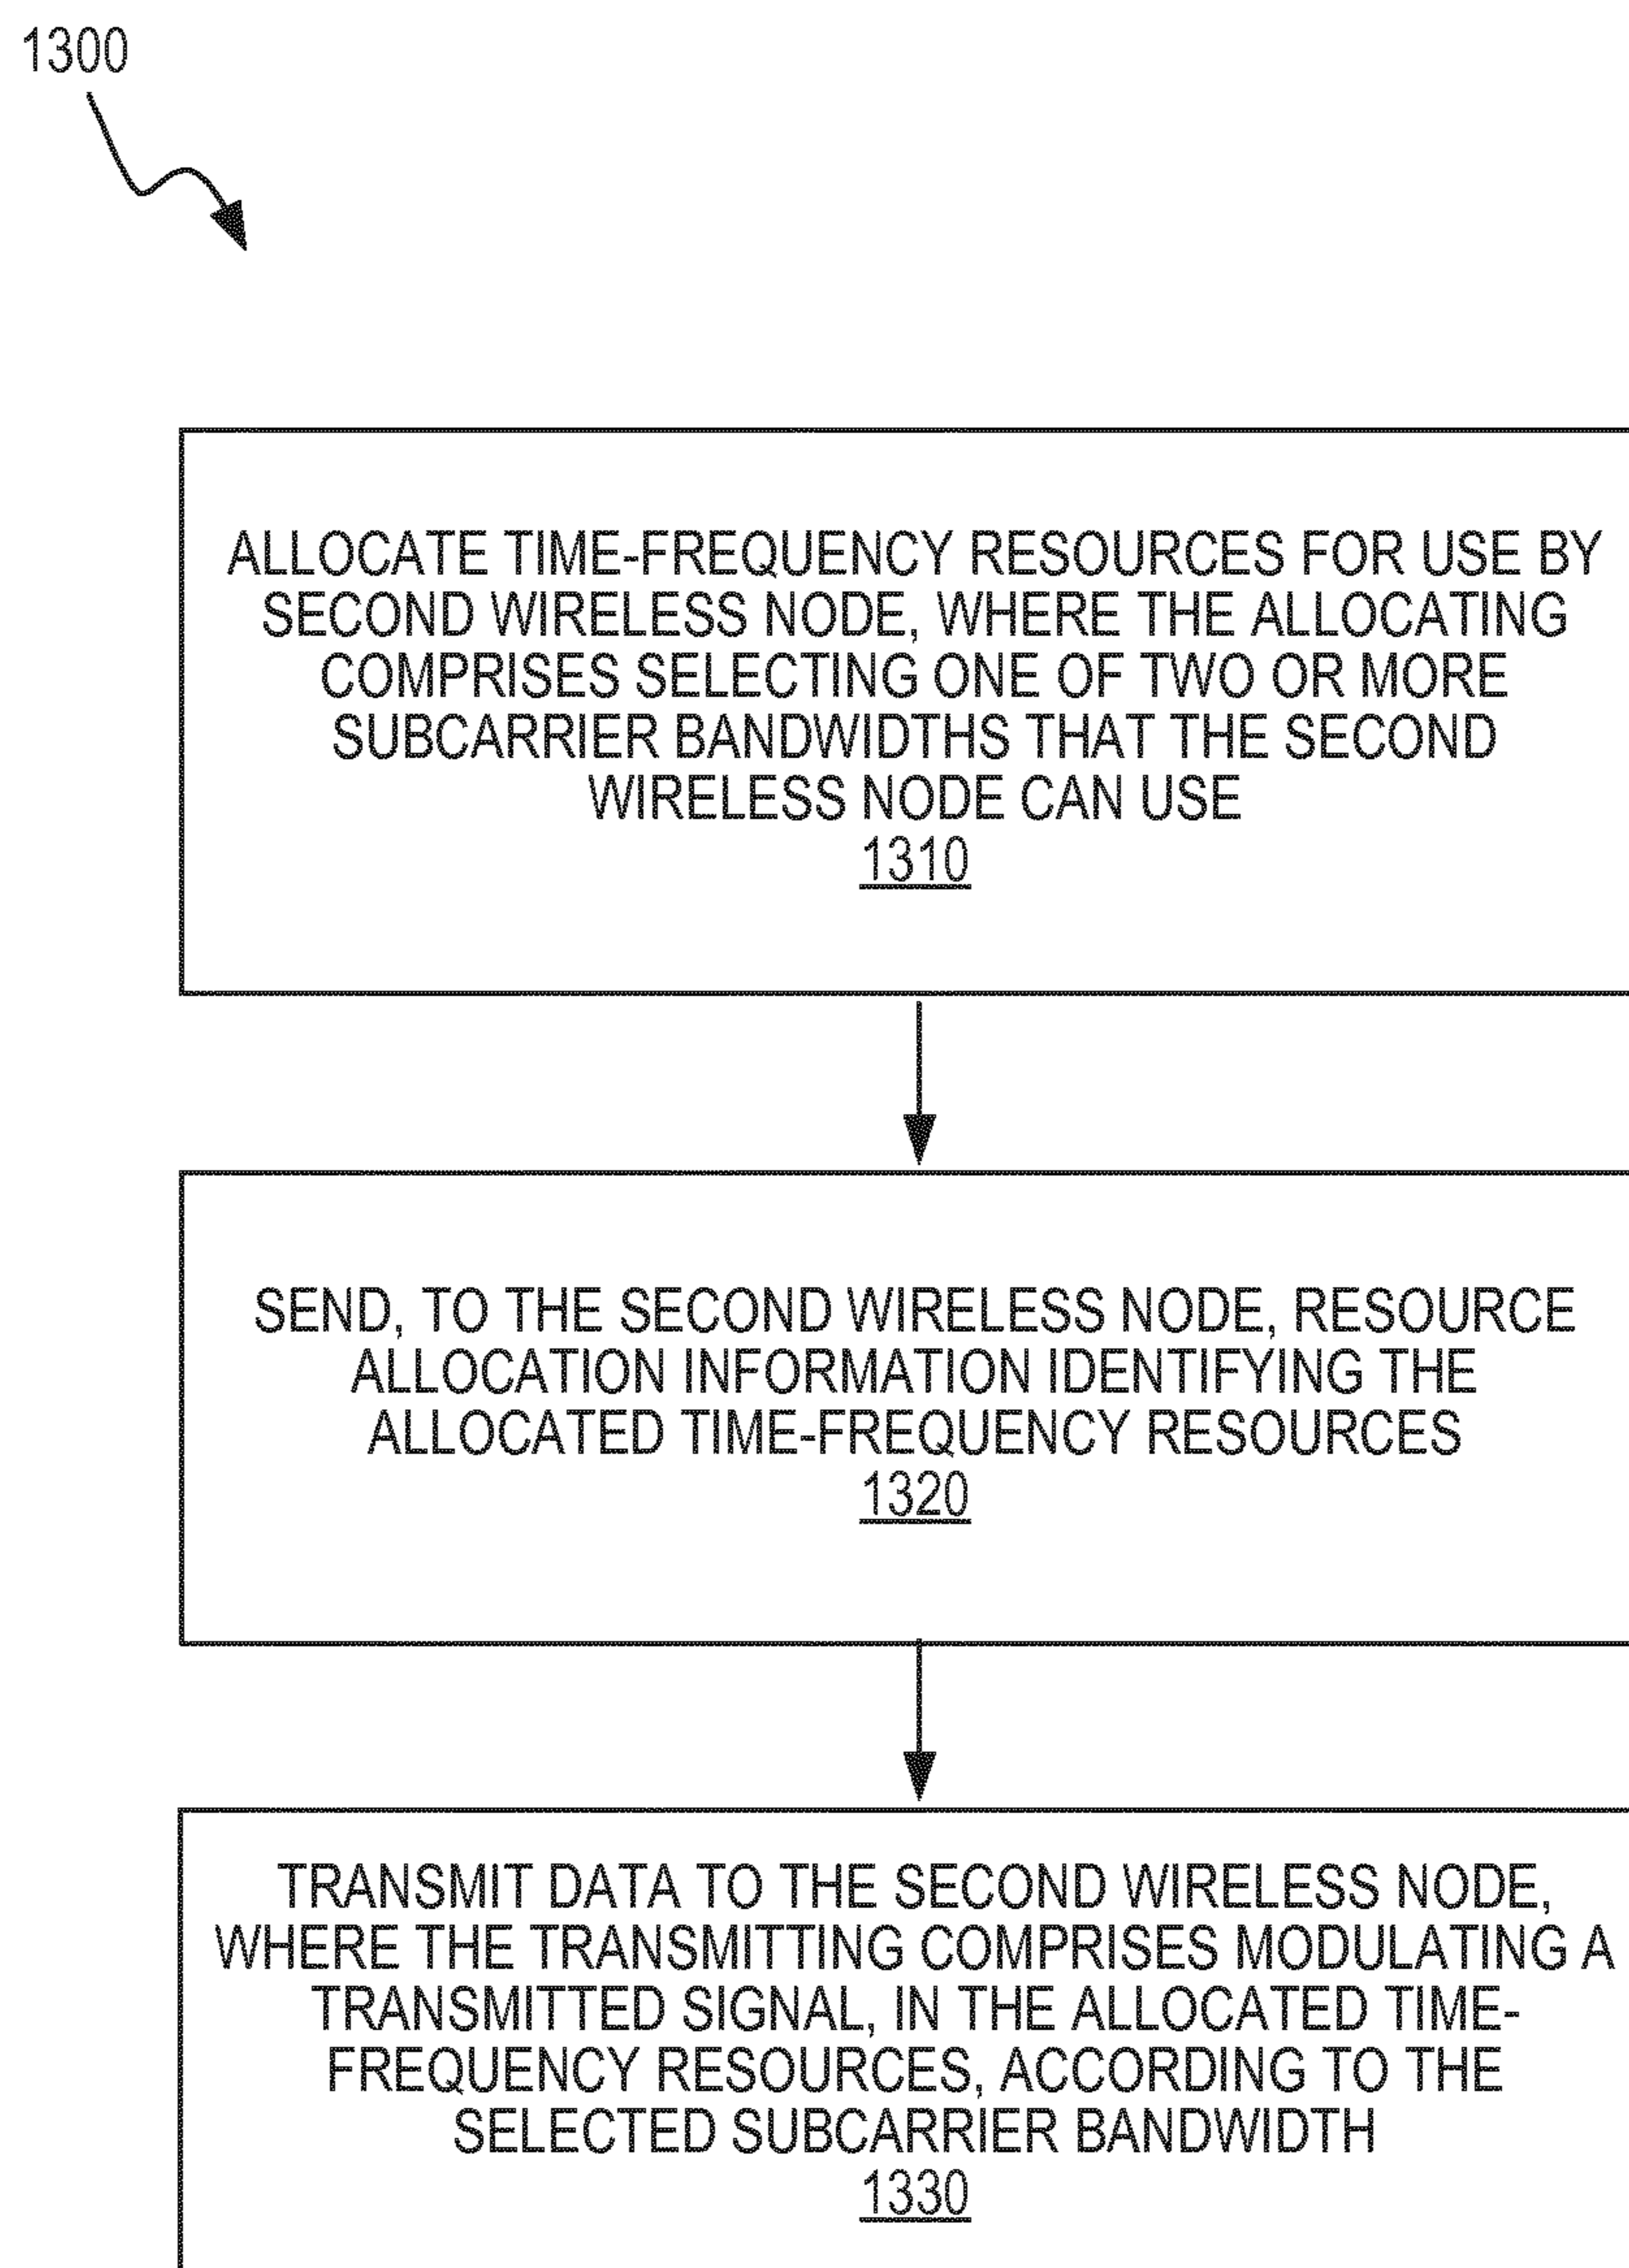 1300
ALLOCATE TIME-FREQUENCY RESOURCES FOR USE BY
SECOND WIRELESS NODE, WHERE THE ALLOCATING
COMPRISES SELECTING ONE OF TWO OR MORE
SUBCARRIER BANDWIDTHS THAT THE SECOND
WIRELESS NODE CAN USE
1310
SEND, TO THE SECOND WIRELESS NODE, RESOURCE
ALLOCATION INFORMATION IDENTIFYING THE
ALLOCATED TIME-FREQUENCY RESOURCES
1320
TRANSMIT DATA TO THE SECOND WIRELESS NODE,
WHERE THE TRANSMITTING COMPRISES MODULATING A
TRANSMITTED SIGNAL, IN THE ALLOCATED TIME-
FREQUENCY RESOURCES, ACCORDING TO THE
SELECTED SUBCARRIER BANDWIDTH
1330